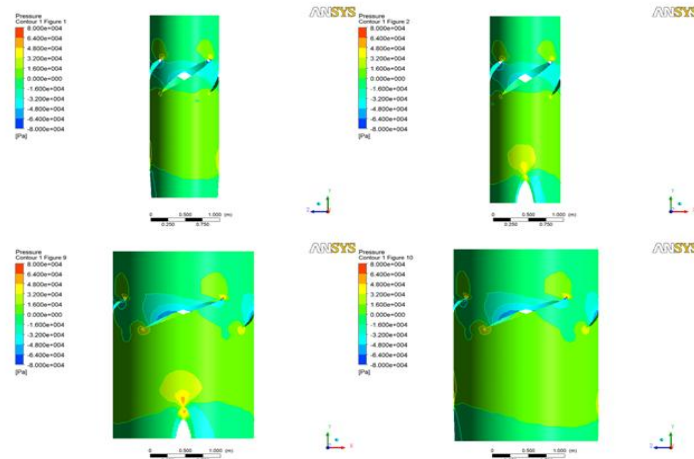 ANSYS
Pressure
Contour 1 Figure 1
8.000e+004
6.400e+004
4.800e+004
3.200e+004
1.600e+004
0.000e+000
-1.600e+004
-3.200e+004
-4.800e+004
-6.400e+004
-8.000e+004
[Pa]
0 0.500 1.000 (m)
0.250 0.750
ANSYS
Pressure
Contour 1 Figure 2
8.000e+004
6.400e+004
4.800e+004
3.200e+004
1.600e+004
0.000e+000
-1.600e+004
-3.200e+004
-4.800e+004
-6.400e+004
-8.000e+004
[Pa]
0 0.500 1.000 (m)
0.250 0.750
ANSYS
Pressure
Contour 1 Figure 9
8.000e+004
6.400e+004
4.800e+004
3.200e+004
1.600e+004
0.000e+000
-1.600e+004
-3.200e+004
-4.800e+004
-6.400e+004
-8.000e+004
[Pa]
0 0.500 1.000 (m)
ANSYS
Pressure
Contour 1 Figure 10
8.000e+004
6.400e+004
4.800e+004
3.200e+004
1.600e+004
0.000e+000
-1.600e+004
-3.200e+004
-4.800e+004
-6.400e+004
-8.000e+004
[Pa]
0 0.500 1.000 (m)